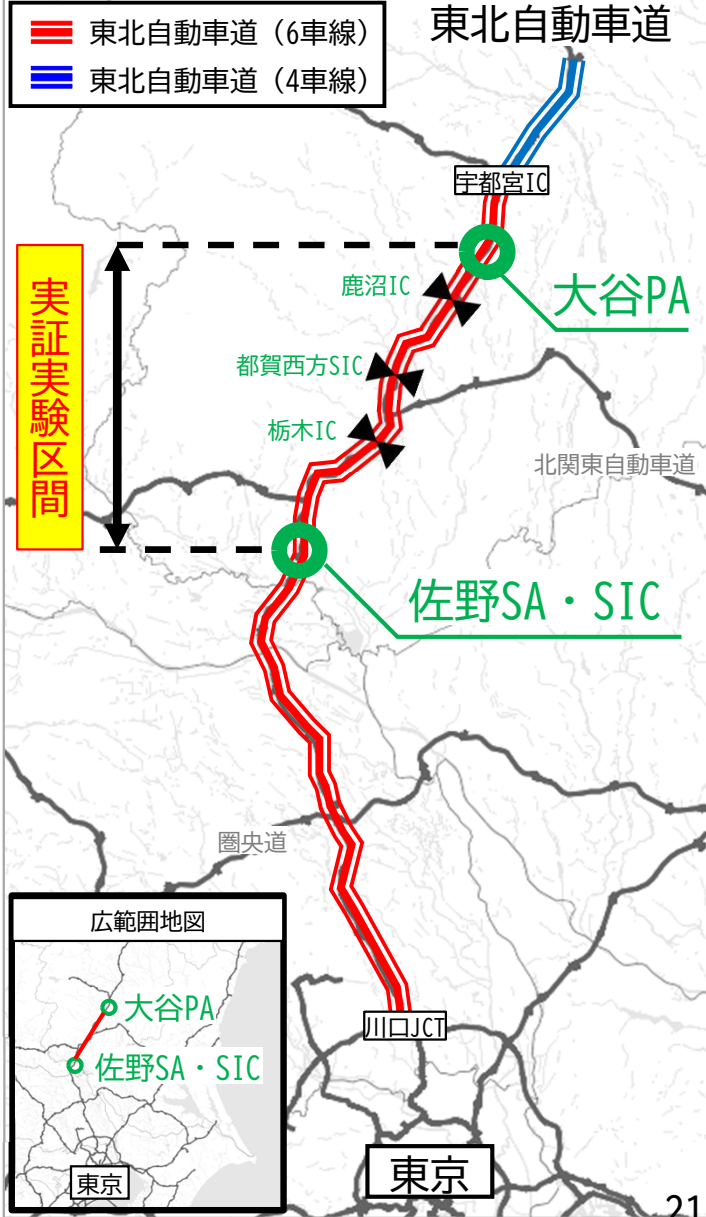 東北自動車道（6車線）
東北自動車道（4車線）
東北自動車道
宇都宮IC
大谷PA
鹿沼IC
都賀西方SIC
栃木IC
北関東自動車道
実証実験区間
佐野SA・SIC
圏央道
広範囲地図
大谷PA
佐野SA・SIC
東京
川口JCT
東京
21